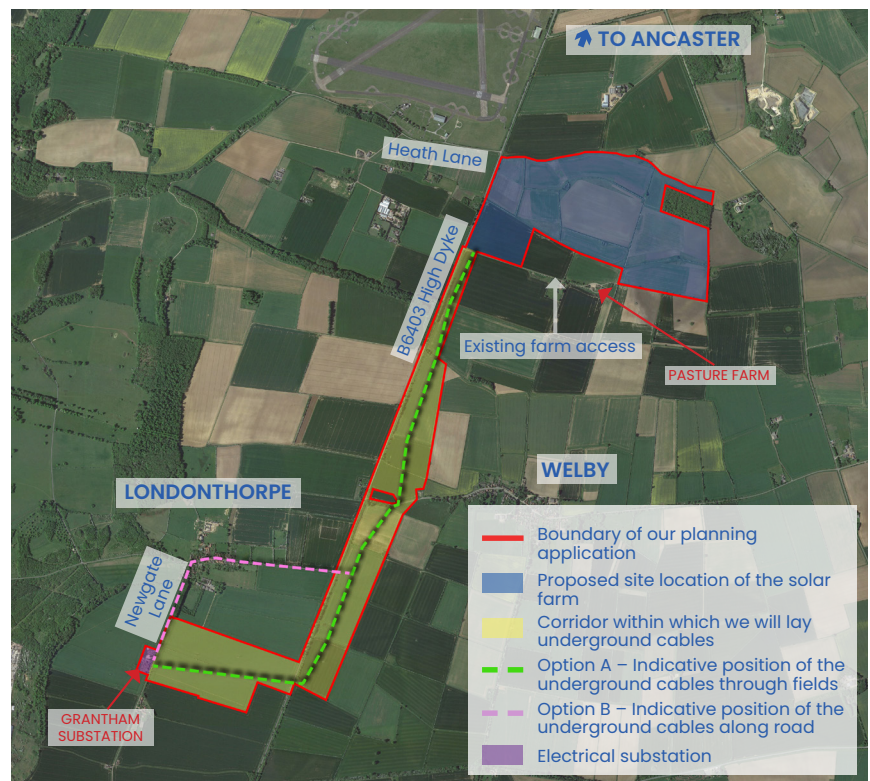 TO ANCASTER
Heath Lane
B6403 High Dyke
Existing farm access
PASTURE FARM
WELBY
LONDONTHORPE
Newgate
Lane
GRANTHAM
SUBSTATION
Boundary of our planning
application
Proposed site location of the solar
farm
Corridor within which we will lay
underground cables
Option A – Indicative position of the
underground cables through fields
Option B – Indicative position of the
underground cables along road
Electrical substation